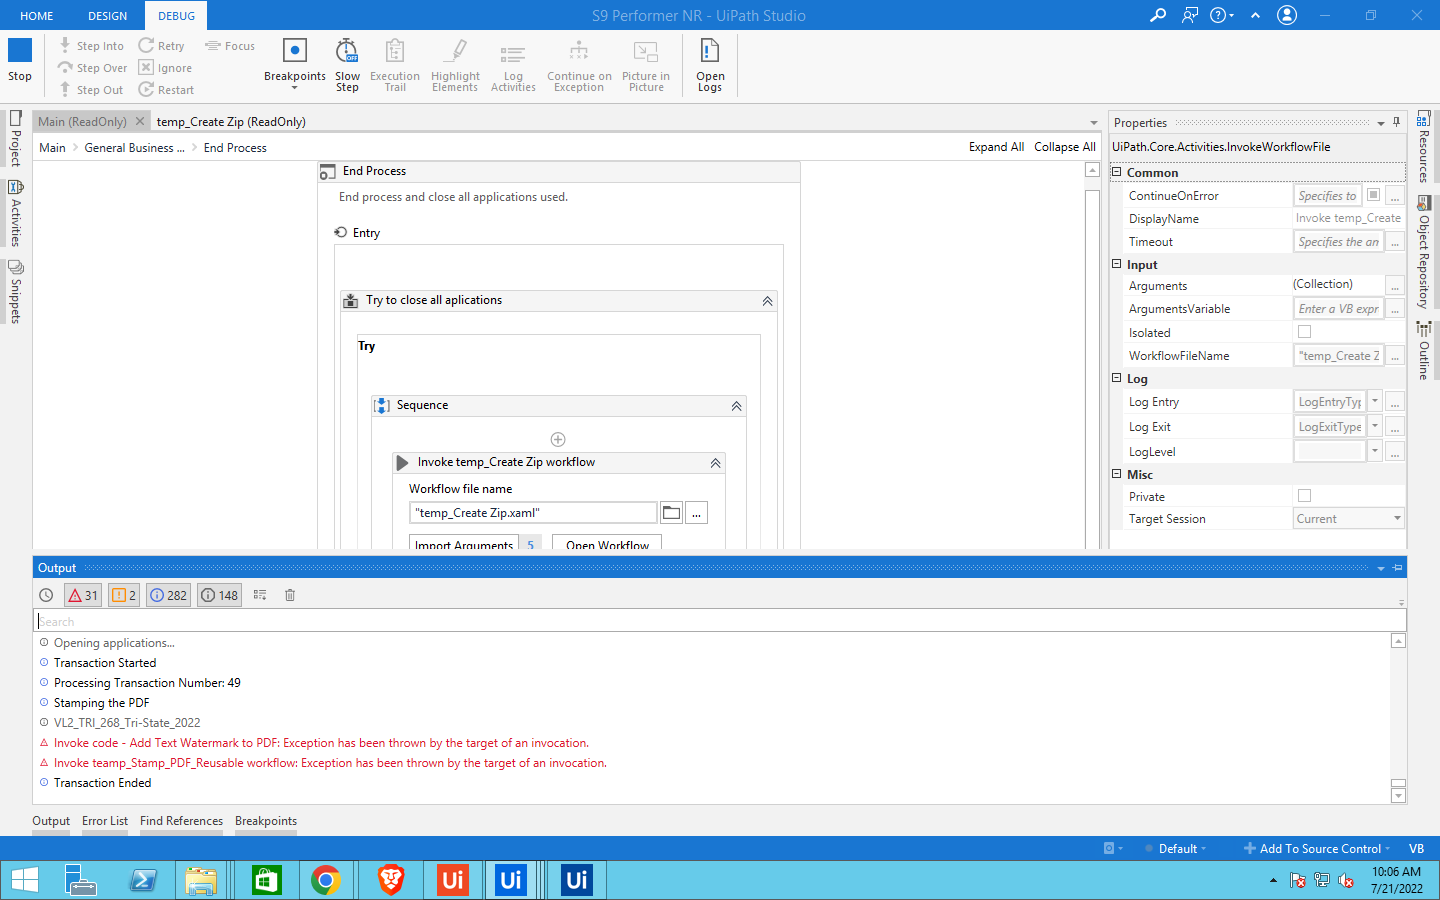 HOME DESIGN DEBUG S9 Performer NR - UiPath Studio
Stop
Step Into Retry Focus
Step Over Ignore
Step Out Restart
Breakpoints
Slow Step
Execution Trail
Highlight Elements
Log Activities
Continue on Exception
Picture in Picture
Open Logs
Project
Activities
Snippets
Main (ReadOnly) temp_Create Zip (ReadOnly)
Main General Business ... End Process Expand All Collapse All
End Process
End process and close all applications used.
Entry
Try to close all aplications
Try
Sequence
Invoke temp_Create Zip workflow
Workflow file name
"temp_Create Zip.xaml" ...
Import Arguments 5 Open Workflow
Properties
UiPath.Core.Activities.InvokeWorkflowFile
Common
ContinueOnError Specifies to ...
DisplayName Invoke temp_Create
Timeout Specifies the an ...
Input
Arguments (Collection) ...
ArgumentsVariable Enter a VB expr ...
Isolated
WorkflowFileName "temp_Create Z ...
Log
Log Entry LogEntryTyp ...
Log Exit LogExitType ...
LogLevel ...
Misc
Private
Target Session Current
Resources
Object Repository
Outline
Output
31 2 282 148
Search
Opening applications...
Transaction Started
Processing Transaction Number: 49
Stamping the PDF
VL2_TRI_268_Tri-State_2022
Invoke code - Add Text Watermark to PDF: Exception has been thrown by the target of an invocation.
Invoke teamp_Stamp_PDF_Reusable workflow: Exception has been thrown by the target of an invocation.
Transaction Ended
Output Error List Find References Breakpoints
Default Add To Source Control VB
Ui Ui Ui
10:06 AM
7/21/2022